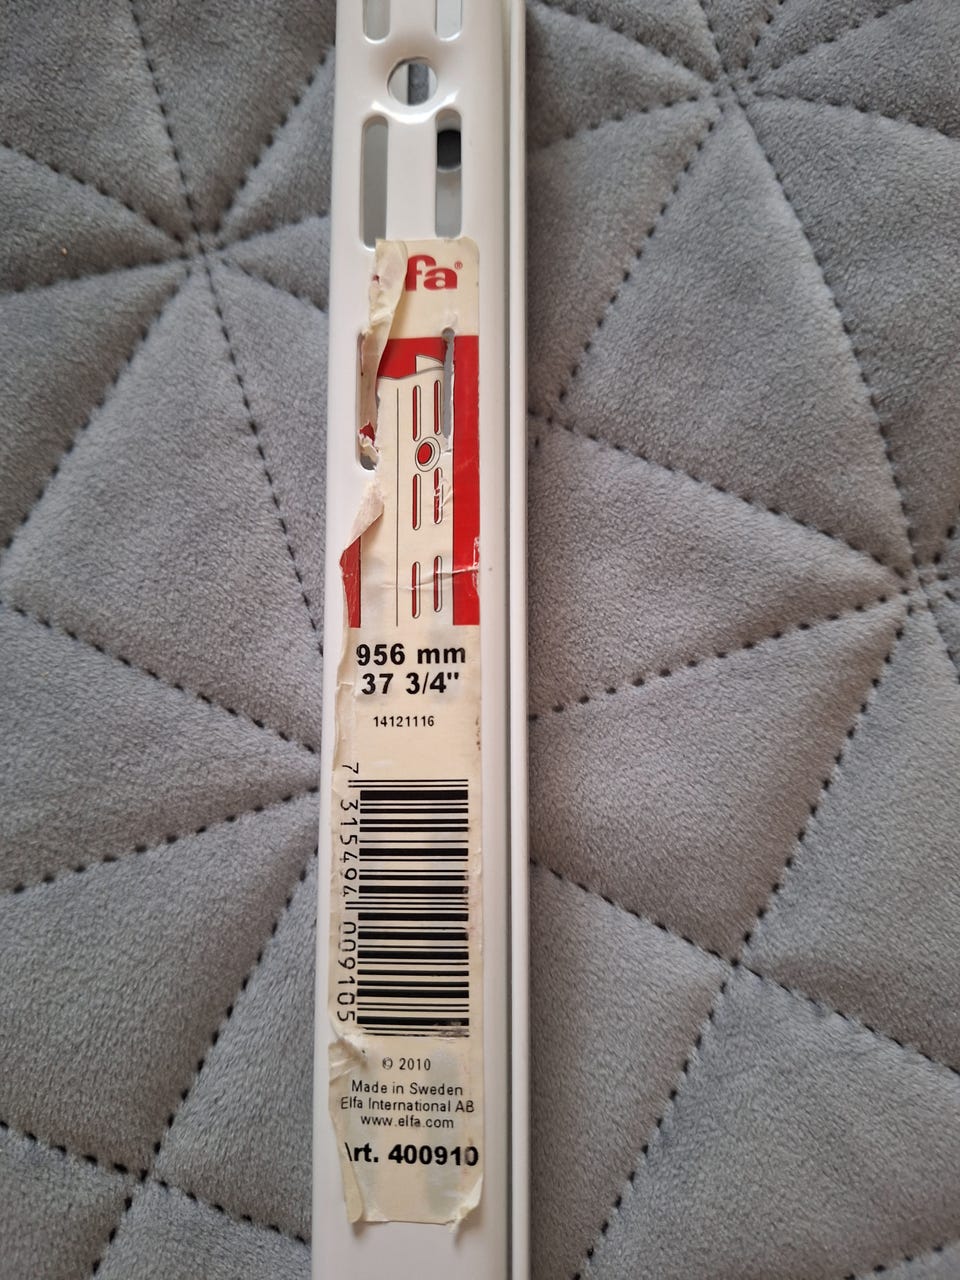 fa®
956 mm
37 3/4"
14121116
7 315494 009105
© 2010
Made in Sweden
Elfa International AB
www.elfa.com
rt. 400910